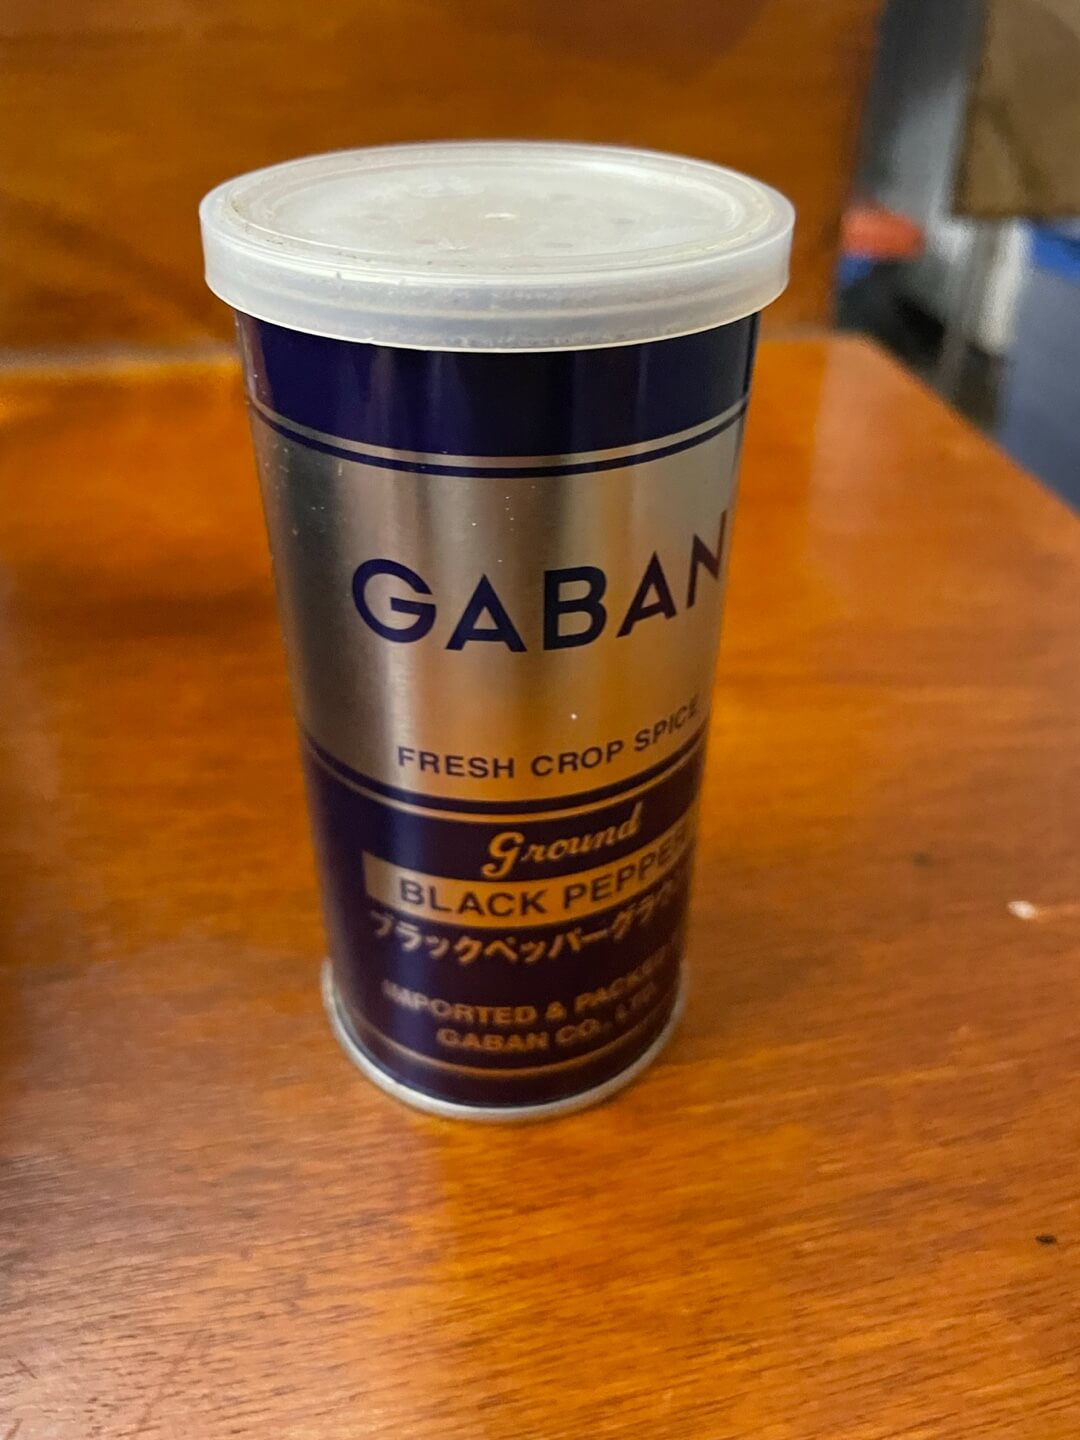 GABAN
FRESH CROP SPICE
Ground
BLACK PEPPER
ブラックペッパーグラウ
IMPORTED & PACKED
GABAN CO., LTD.